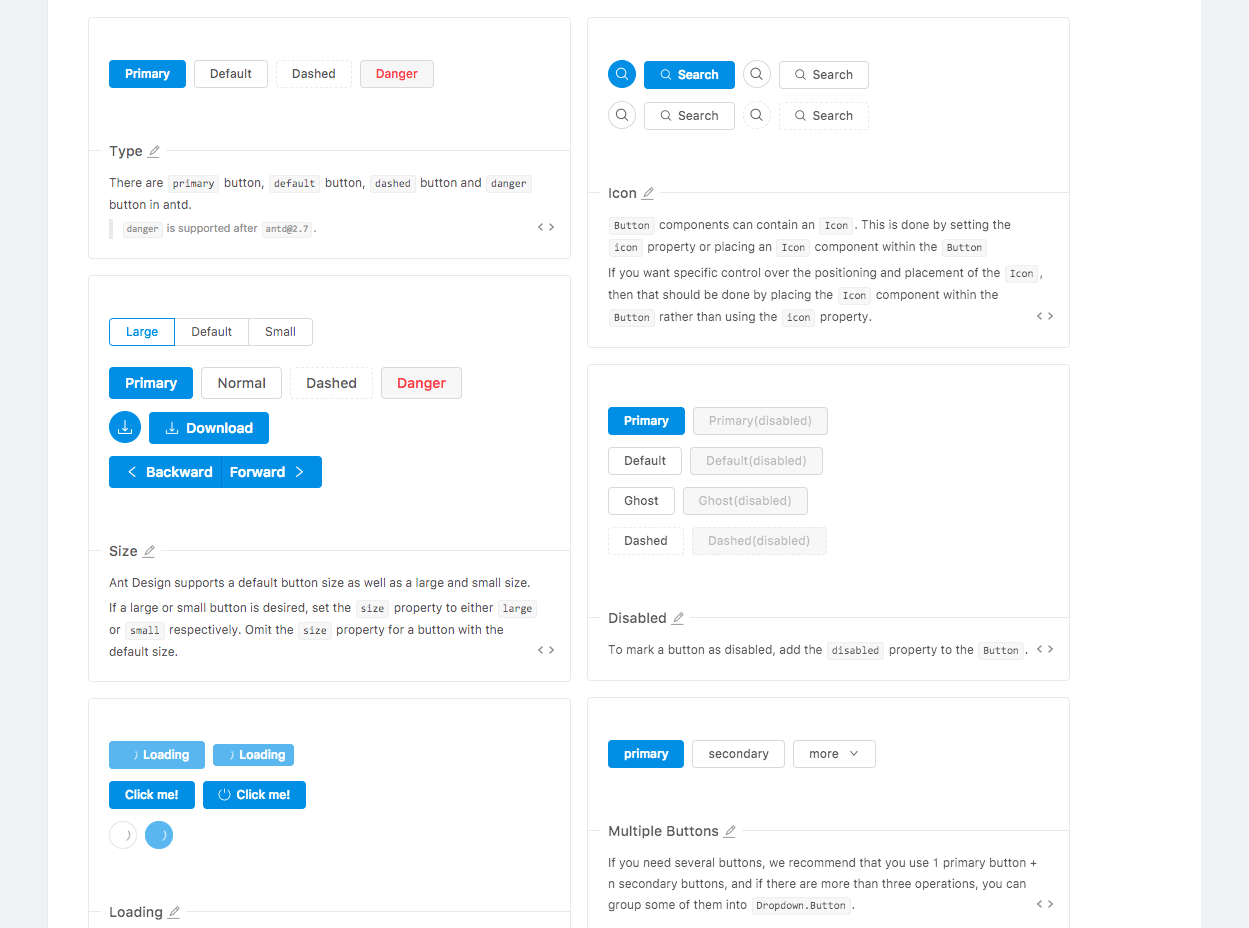 Primary Default Dashed Danger
Type
There are primary button, default button, dashed button and danger
button in antd.
danger is supported after antd@2.7.
Large Default Small
Primary Normal Dashed Danger
Download
Backward Forward
Size
Ant Design supports a default button size as well as a large and small size.
If a large or small button is desired, set the size property to either large
or small respectively. Omit the size property for a button with the
default size.
Loading Loading
Click me! Click me!
Loading
Search Search
Search Search
Icon
Button components can contain an Icon. This is done by setting the
icon property or placing an Icon component within the Button
If you want specific control over the positioning and placement of the Icon,
then that should be done by placing the Icon component within the
Button rather than using the icon property.
Primary Primary(disabled)
Default Default(disabled)
Ghost Ghost(disabled)
Dashed Dashed(disabled)
Disabled
To mark a button as disabled, add the disabled property to the Button.
primary secondary more
Multiple Buttons
If you need several buttons, we recommend that you use 1 primary button +
n secondary buttons, and if there are more than three operations, you can
group some of them into Dropdown.Button.